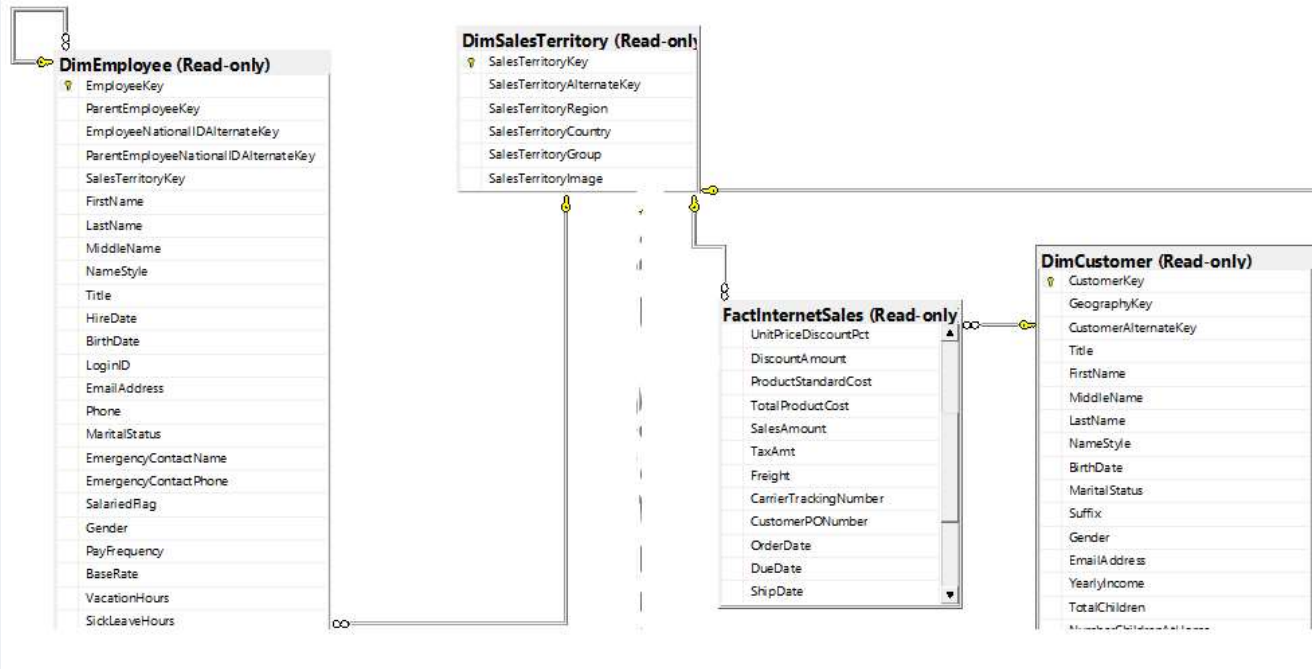 DimEmployee (Read-only)
EmployeeKey
ParentEmployeeKey
EmployeeNationalIDAlternateKey
ParentEmployeeNationalIDAlternateKey
SalesTerritoryKey
FirstName
LastName
MiddleName
NameStyle
Title
HireDate
BirthDate
LoginID
EmailAddress
Phone
MaritalStatus
EmergencyContactName
EmergencyContactPhone
SalariedFlag
Gender
PayFrequency
BaseRate
VacationHours
SickLeaveHours
DimSalesTerritory (Read-only
SalesTerritoryKey
SalesTerritoryAlternateKey
SalesTerritoryRegion
SalesTerritoryCountry
SalesTerritoryGroup
SalesTerritoryImage
FactInternetSales (Read-only
UnitPriceDiscountPct
DiscountAmount
ProductStandardCost
TotalProductCost
SalesAmount
TaxAmt
Freight
CarrierTrackingNumber
CustomerPONumber
OrderDate
DueDate
ShipDate
DimCustomer (Read-only)
CustomerKey
GeographyKey
CustomerAlternateKey
Title
FirstName
MiddleName
LastName
NameStyle
BirthDate
MaritalStatus
Suffix
Gender
EmailAddress
YearlyIncome
TotalChildren